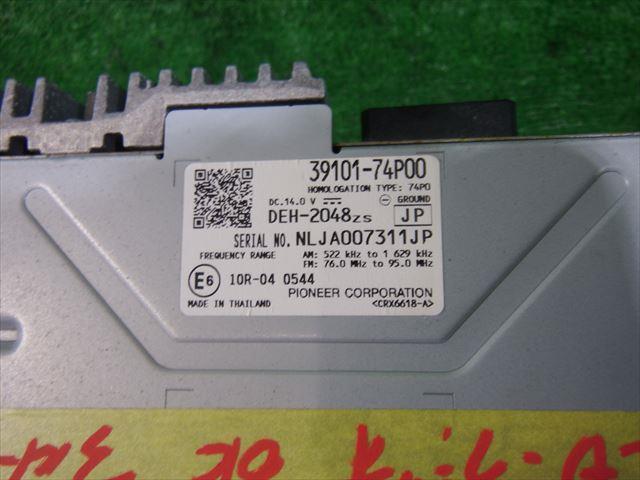 39101-74P00
HOMOLOGATION TYPE: 74P0
DC.14.0 V ⊖ GROUND
DEH-2048zs JP
SERIAL NO. NLJA007311JP
FREQUENCY RANGE AM: 522 kHz to 1 629 kHz
FM: 76.0 MHz to 95.0 MHz
E6 10R-04 0544
MADE IN THAILAND PIONEER CORPORATION
<CRX6618-A>
OK